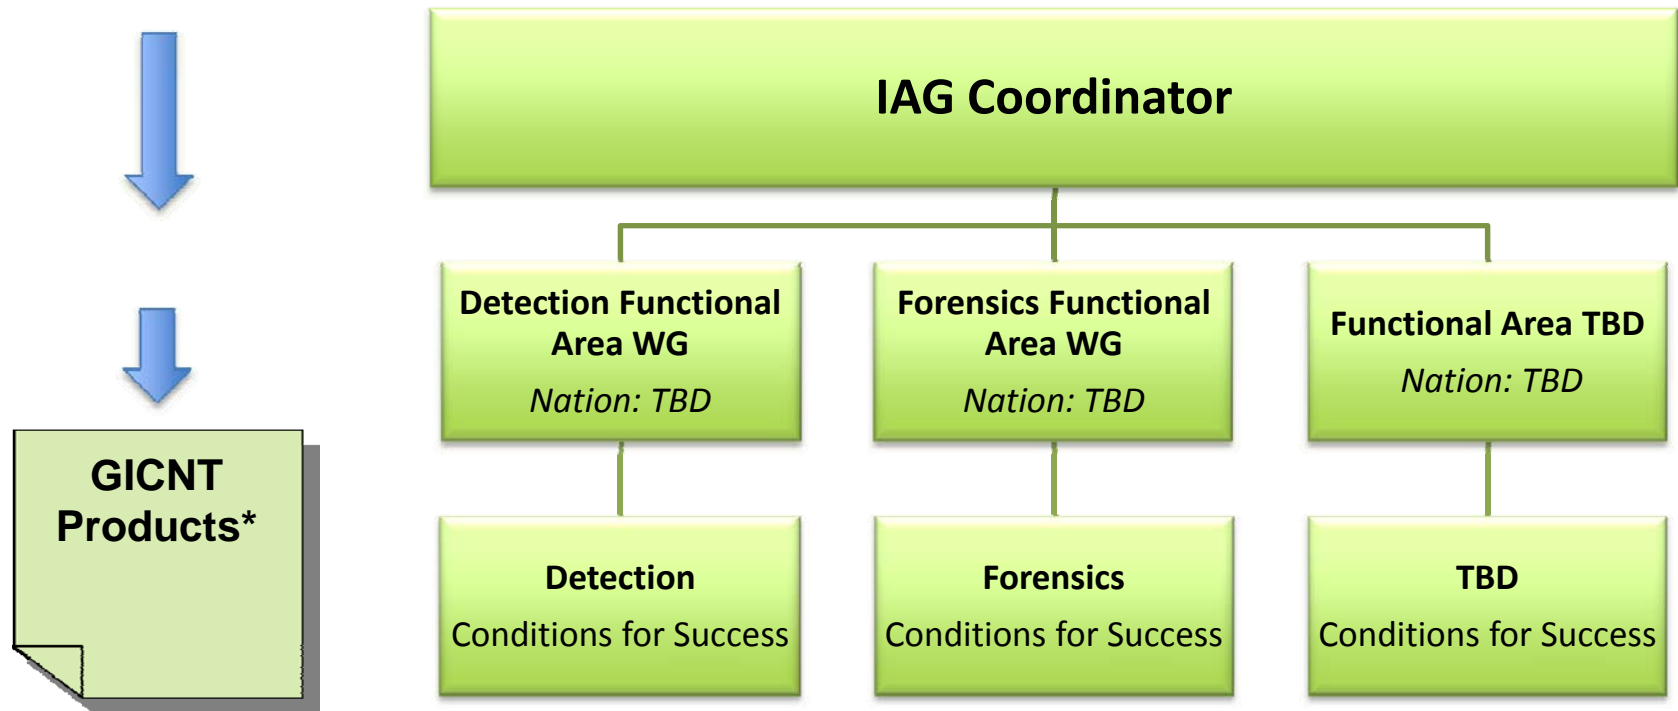 IAG Coordinator
Detection Functional
Area WG
Nation: TBD
Forensics Functional
Area WG
Nation: TBD
Functional Area TBD
Nation: TBD
GICNT
Products*
Detection
Conditions for Success
Forensics
Conditions for Success
TBD
Conditions for Success